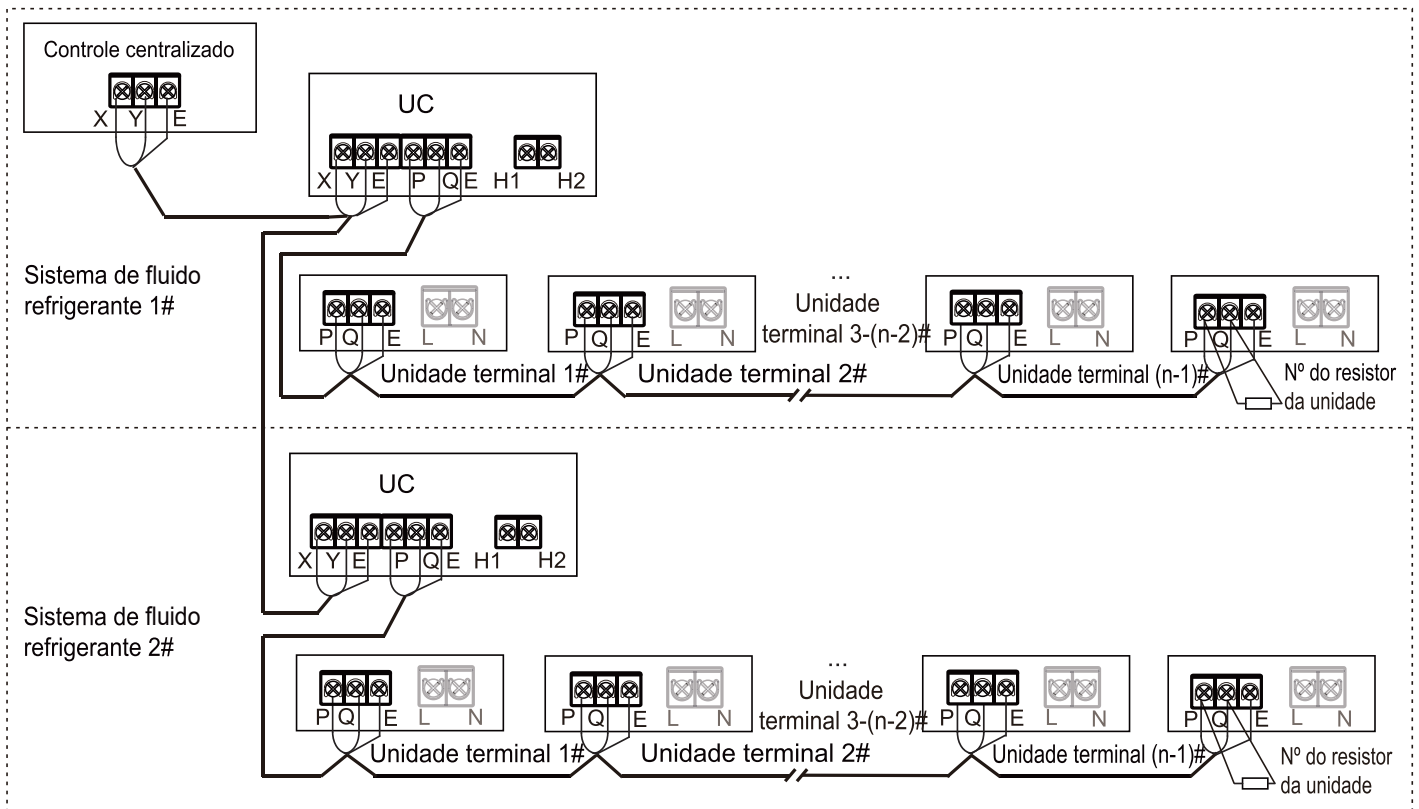 Controle centralizado
X Y E
UC
X Y E P Q E H1 H2
Sistema de fluido
refrigerante 1#
...
Unidade
terminal 3-(n-2)#
P Q E L N
P Q E L N
P Q E L N
P Q E L N
Unidade terminal 1#
Unidade terminal 2#
Unidade terminal (n-1)#
Nº do resistor
da unidade
UC
X Y E P Q E H1 H2
Sistema de fluido
refrigerante 2#
...
Unidade
terminal 3-(n-2)#
P Q E L N
P Q E L N
P Q E L N
P Q E L N
Unidade terminal 1#
Unidade terminal 2#
Unidade terminal (n-1)#
Nº do resistor
da unidade